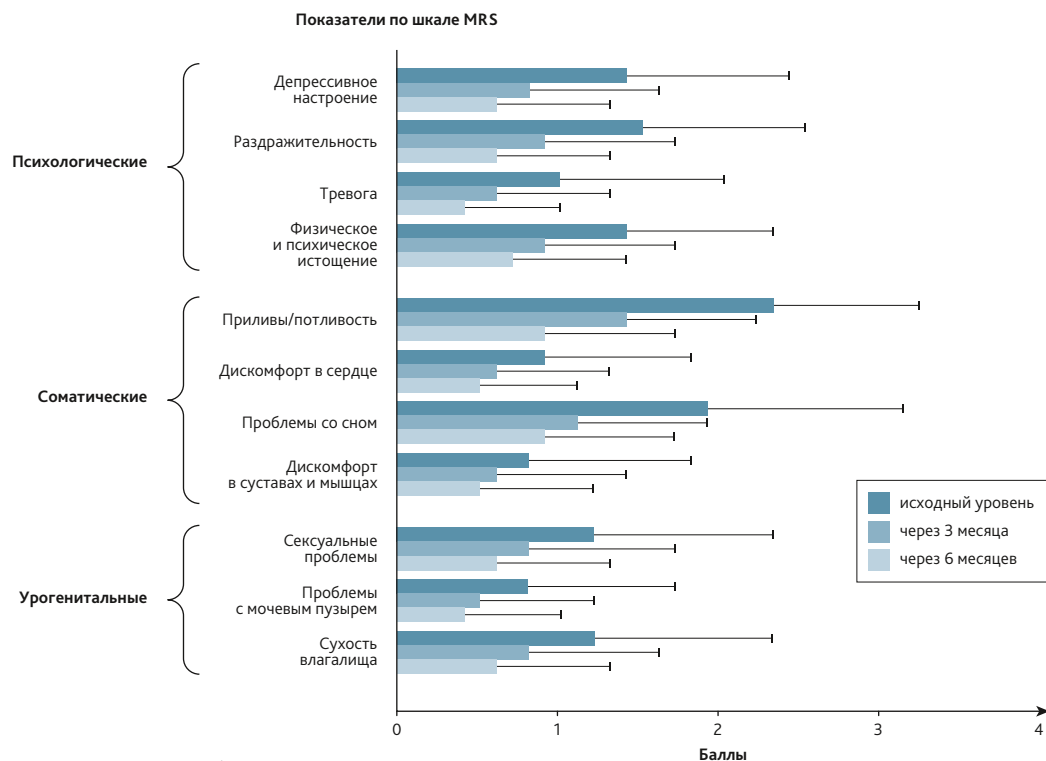 Показатели по шкале MRS
Психологические
Депрессивное
настроение
Раздражительность
Тревога
Физическое
и психическое
истощение
Соматические
Приливы/потливость
Дискомфорт в сердце
Проблемы со сном
Дискомфорт
в суставах и мышцах
Урогенитальные
Сексуальные
проблемы
Проблемы
с мочевым пузырем
Сухость
влагалища
исходный уровень
через 3 месяца
через 6 месяцев
0 1 2 3 4
Баллы